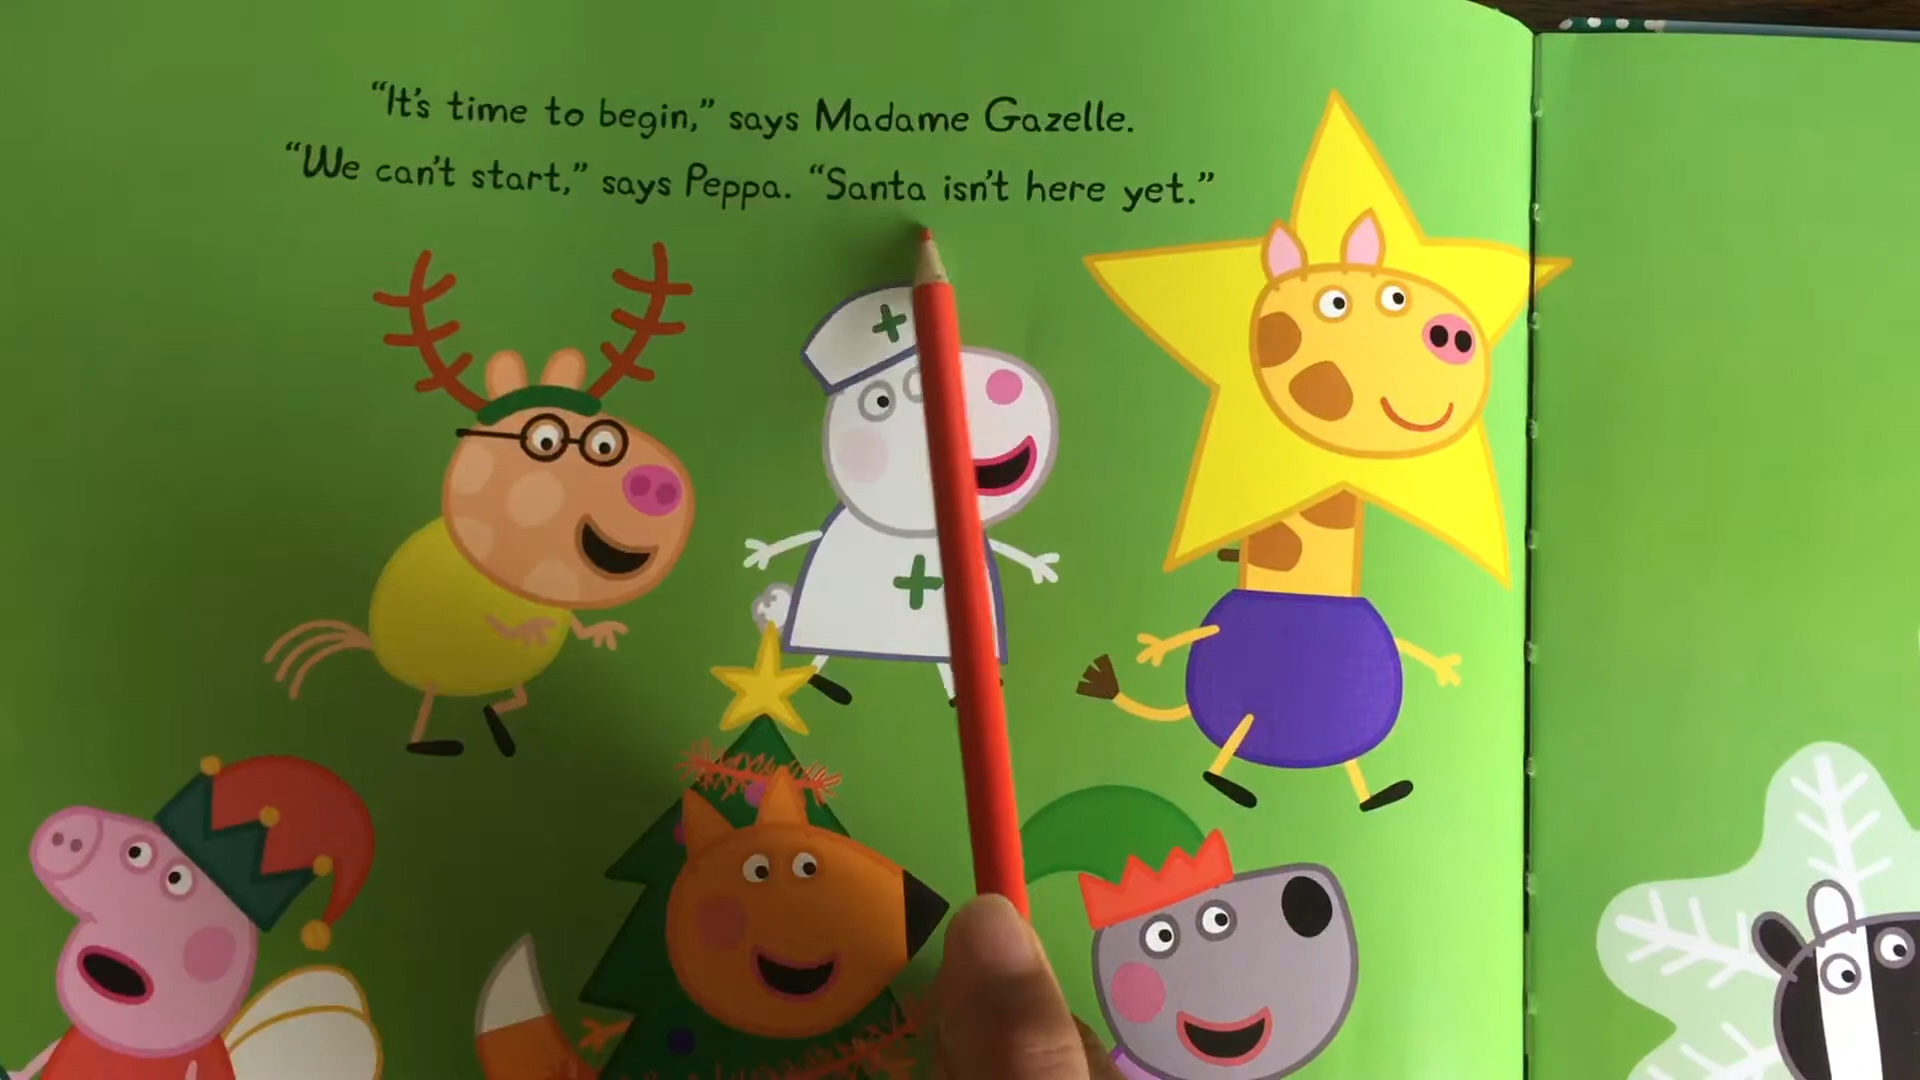 “It’s time to begin,” says Madame Gazelle.
“We can’t start,” says Peppa. “Santa isn’t here yet.”